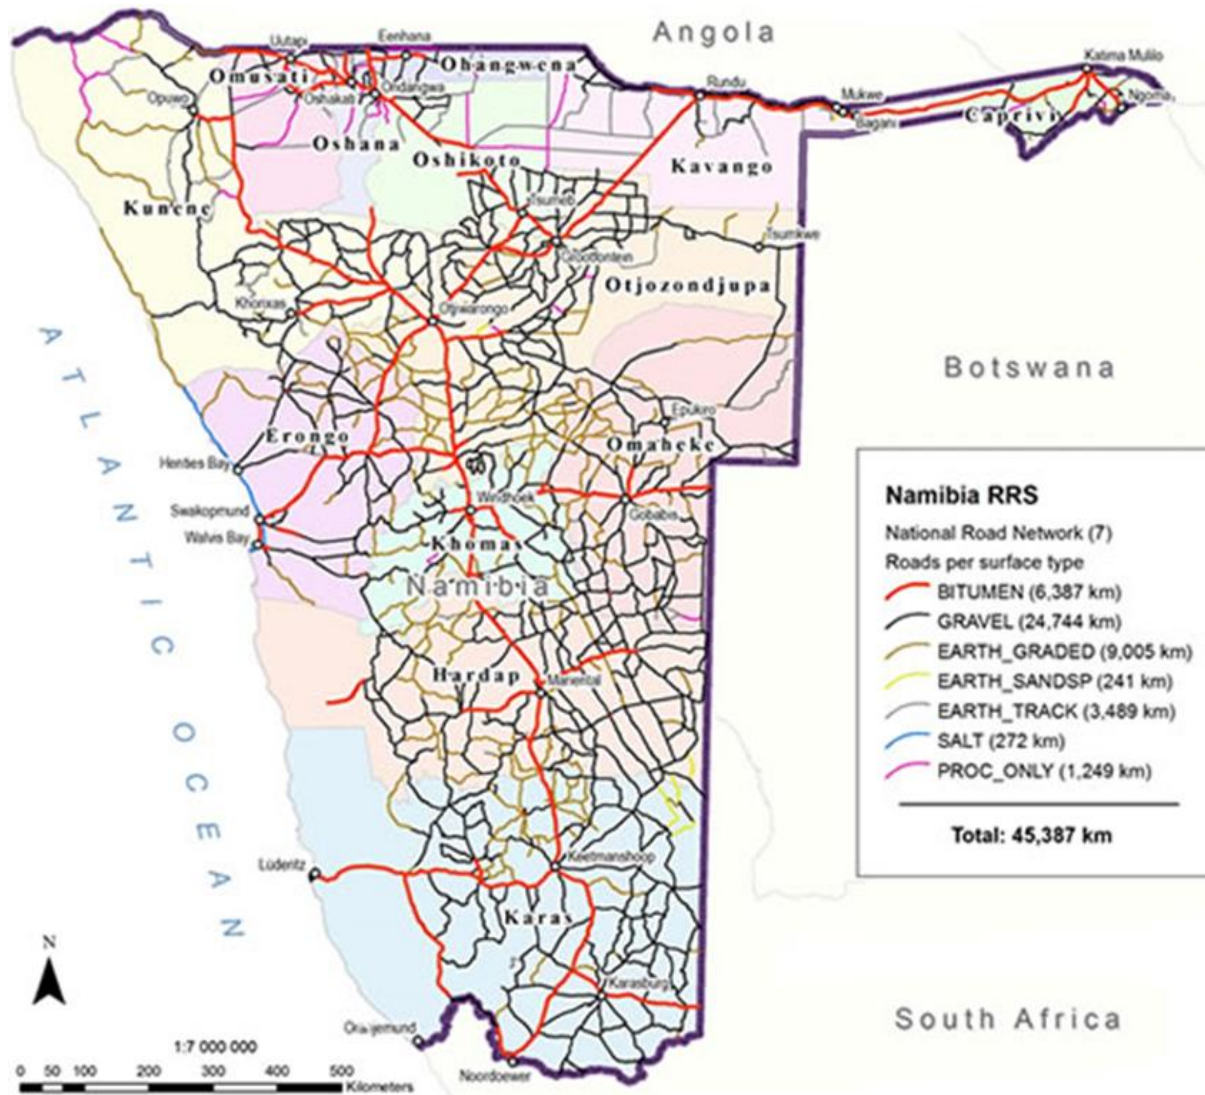 Angola
Uutapi
Eenhana
Ohangwena
Omusati
Oshakati
Ondangwa
Opuwo
Oshana
Oshikoto
Rundu
Mukwe
Bagani
Katima Mulilo
Ngoma
Caprivi
Kavango
Kunene
Tsumeb
Tsumkwe
Grootfontein
Otjozondjupa
Khorixas
Otjiwarongo
ATLANTIC OCEAN
Botswana
Epukiro
Erongo
Omaheke
Henties Bay
Windhoek
Swakopmund
Gobabis
Walvis Bay
Khomas
Namibia
Hardap
Mariental
Lüderitz
Keetmanshoop
Karas
Karasburg
Oranjemund
Noordoewer
South Africa
Namibia RRS
National Road Network (7)
Roads per surface type
BITUMEN (6,387 km)
GRAVEL (24,744 km)
EARTH_GRADED (9,005 km)
EARTH_SANDSP (241 km)
EARTH_TRACK (3,489 km)
SALT (272 km)
PROC_ONLY (1,249 km)
Total: 45,387 km
N
1:7 000 000
0 50 100 200 300 400 500
Kilometers